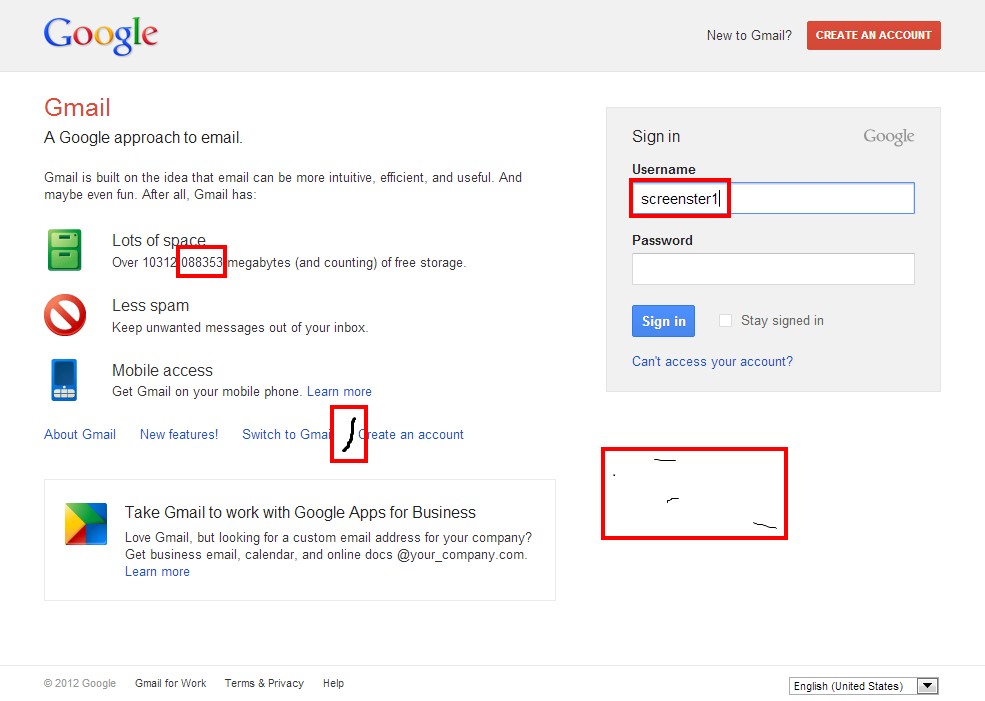 Google
New to Gmail? CREATE AN ACCOUNT
Gmail
A Google approach to email.
Gmail is built on the idea that email can be more intuitive, efficient, and useful. And
maybe even fun. After all, Gmail has:
Lots of space
Over 10312.088353 megabytes (and counting) of free storage.
Less spam
Keep unwanted messages out of your inbox.
Mobile access
Get Gmail on your mobile phone. Learn more
About Gmail New features! Switch to Gmail Create an account
Take Gmail to work with Google Apps for Business
Love Gmail, but looking for a custom email address for your company?
Get business email, calendar, and online docs @your_company.com.
Learn more
Sign in Google
Username
screenster1
Password
Sign in Stay signed in
Can't access your account?
© 2012 Google Gmail for Work Terms & Privacy Help
English (United States)